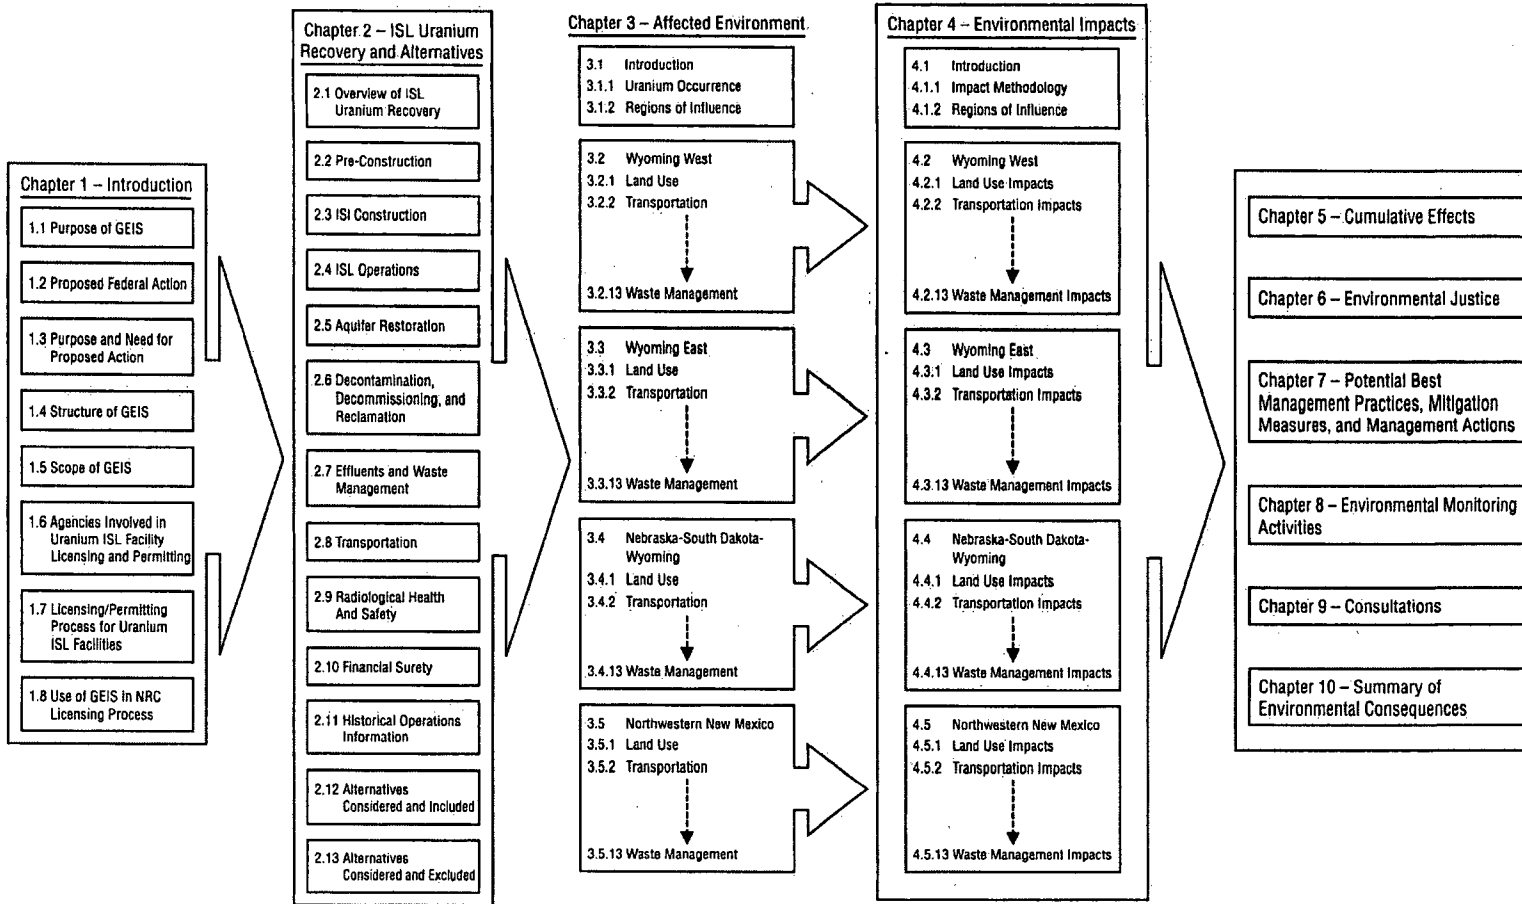 Chapter 1 – Introduction
1.1 Purpose of GEIS
1.2 Proposed Federal Action
1.3 Purpose and Need for
Proposed Action
1.4 Structure of GEIS
1.5 Scope of GEIS
1.6 Agencies Involved in
Uranium ISL Facility
Licensing and Permitting
1.7 Licensing/Permitting
Process for Uranium
ISL Facilities
1.8 Use of GEIS in NRC
Licensing Process
Chapter 2 – ISL Uranium
Recovery and Alternatives
2.1 Overview of ISL
Uranium Recovery
2.2 Pre-Construction
2.3 ISl Construction
2.4 ISL Operations
2.5 Aquifer Restoration
2.6 Decontamination,
Decommissioning, and
Reclamation
2.7 Effluents and Waste
Management
2.8 Transportation
2.9 Radiological Health
And Safety
2.10 Financial Surety
2.11 Historical Operations
Information
2.12 Alternatives
Considered and Included
2.13 Alternatives
Considered and Excluded
Chapter 3 – Affected Environment
3.1 Introduction
3.1.1 Uranium Occurrence
3.1.2 Regions of Influence
3.2 Wyoming West
3.2.1 Land Use
3.2.2 Transportation
3.2.13 Waste Management
3.3 Wyoming East
3.3.1 Land Use
3.3.2 Transportation
3.3.13 Waste Management
3.4 Nebraska-South Dakota-
Wyoming
3.4.1 Land Use
3.4.2 Transportation
3.4.13 Waste Management
3.5 Northwestern New Mexico
3.5.1 Land Use
3.5.2 Transportation
3.5.13 Waste Management
Chapter 4 – Environmental Impacts
4.1 Introduction
4.1.1 Impact Methodology
4.1.2 Regions of Influence
4.2 Wyoming West
4.2.1 Land Use Impacts
4.2.2 Transportation Impacts
4.2.13 Waste Management Impacts
4.3 Wyoming East
4.3.1 Land Use Impacts
4.3.2 Transportation Impacts
4.3.13 Waste Management Impacts
4.4 Nebraska-South Dakota-
Wyoming
4.4.1 Land Use Impacts
4.4.2 Transportation Impacts
4.4.13 Waste Management Impacts
4.5 Northwestern New Mexico
4.5.1 Land Use Impacts
4.5.2 Transportation Impacts
4.5.13 Waste Management Impacts
Chapter 5 – Cumulative Effects
Chapter 6 – Environmental Justice
Chapter 7 – Potential Best
Management Practices, Mitigation
Measures, and Management Actions
Chapter 8 – Environmental Monitoring
Activities
Chapter 9 – Consultations
Chapter 10 – Summary of
Environmental Consequences